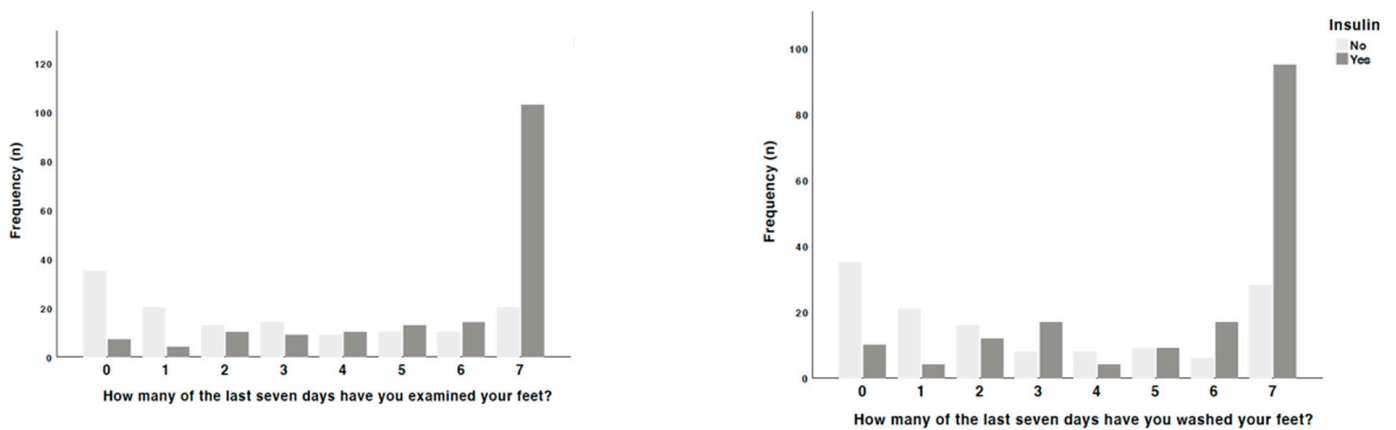 120
100
80
60
40
20
0
Frequency (n)
0 1 2 3 4 5 6 7
How many of the last seven days have you examined your feet?
100
80
60
40
20
0
Frequency (n)
0 1 2 3 4 5 6 7
How many of the last seven days have you washed your feet?
Insulin
No
Yes